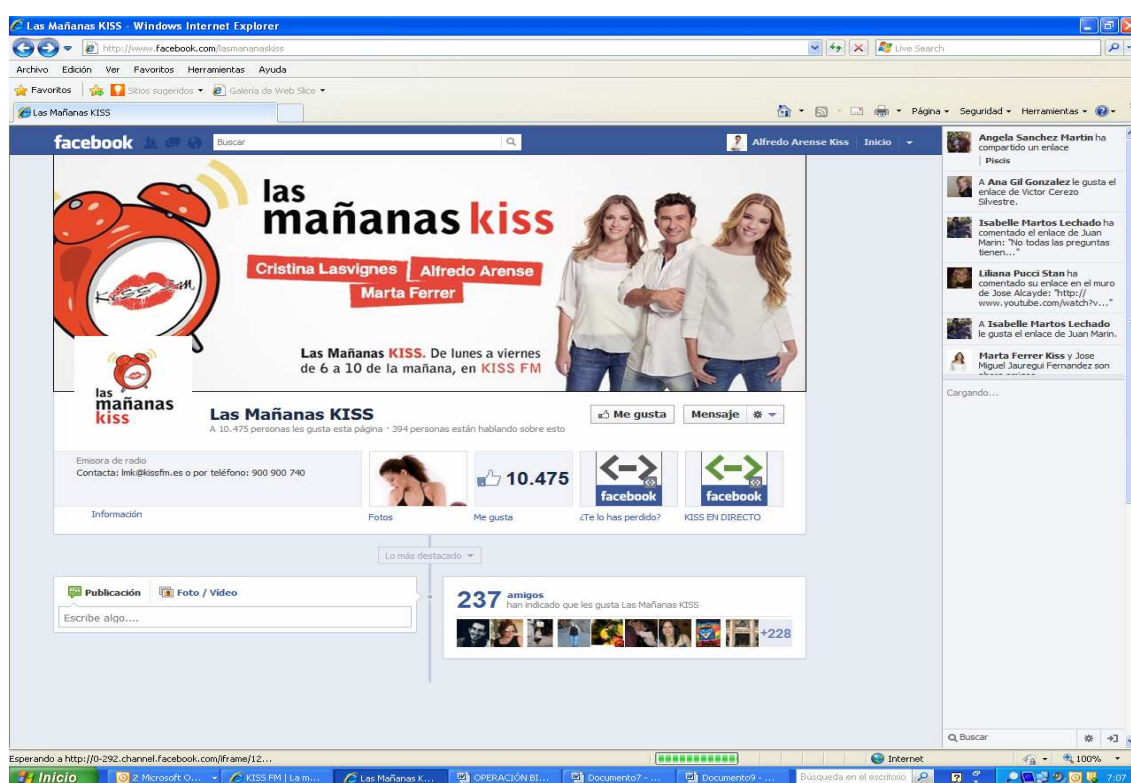 Las Mañanas KISS - Windows Internet Explorer
http://www.facebook.com/lasmananaskiss
Live Search
Archivo Edición Ver Favoritos Herramientas Ayuda
Favoritos Sitios sugeridos Galería de Web Slice
Las Mañanas KISS
Página Seguridad Herramientas
facebook
Buscar
Alfredo Arense Kiss Inicio
las
mañanas kiss
Cristina Lasvignes Alfredo Arense
Marta Ferrer
KISS FM
Las Mañanas KISS. De lunes a viernes
de 6 a 10 de la mañana, en KISS FM
las
mañanas
kiss
Las Mañanas KISS
A 10.475 personas les gusta esta página · 394 personas están hablando sobre esto
Me gusta
Mensaje
Emisora de radio
Contacta: lmk@kissfm.es o por teléfono: 900 900 740
Información
Fotos
10.475
Me gusta
facebook
¿Te lo has perdido?
facebook
KISS EN DIRECTO
Lo más destacado
Publicación Foto / Vídeo
Escribe algo....
237 amigos
han indicado que les gusta Las Mañanas KISS
+228
Angela Sanchez Martin ha
compartido un enlace
Piscis
A Ana Gil Gonzalez le gusta el
enlace de Victor Cerezo
Silvestre.
Isabelle Martos Lechado ha
comentado el enlace de Juan
Marin: "No todas las preguntas
tienen..."
Liliana Pucci Stan ha
comentado su enlace en el muro
de Jose Alcayde: "http://
www.youtube.com/watch?v..."
A Isabelle Martos Lechado
le gusta el enlace de Juan Marin.
Marta Ferrer Kiss y Jose
Miguel Jauregui Fernandez son
ahora amigos
Cargando...
Buscar
Esperando a http://0-292.channel.facebook.com/iframe/12...
Internet
100%
Inicio
2 Microsoft O...
KISS FM | La m...
Las Mañanas K...
OPERACIÓN BI...
Documento7 - ...
Documento9 - ...
Búsqueda en el escritorio
7:07